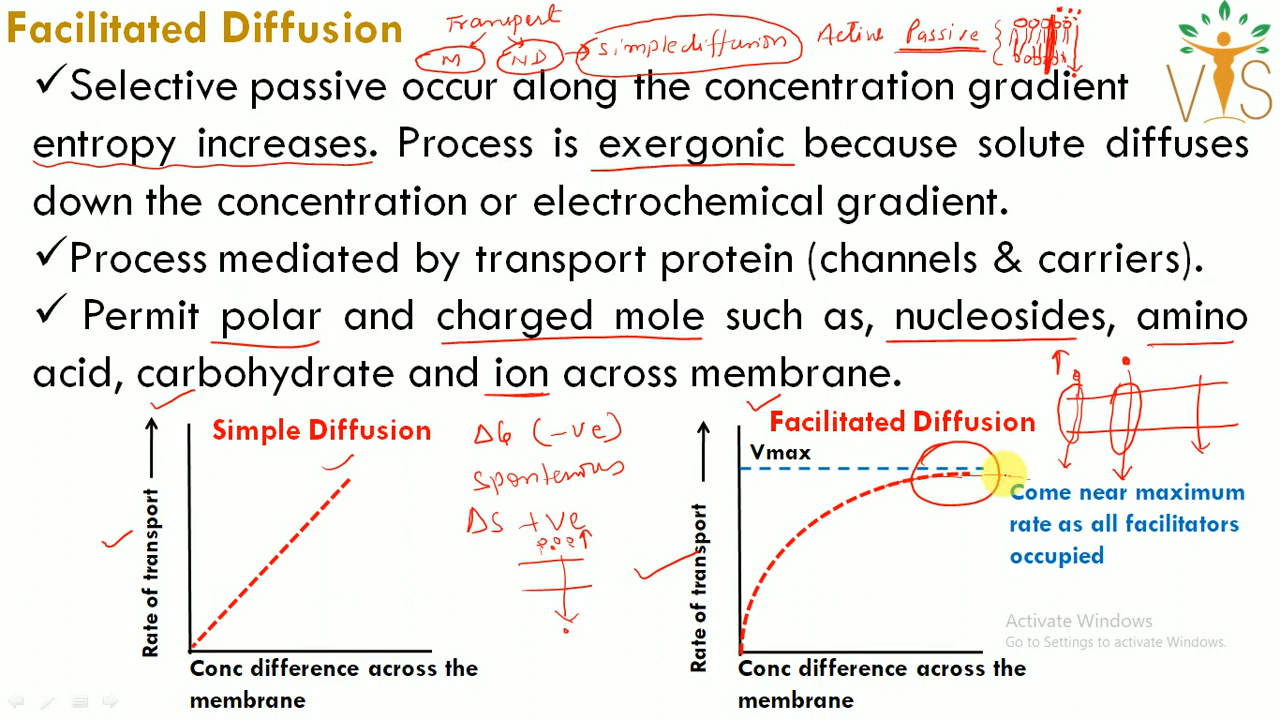 Facilitated Diffusion
Transport
M ND simple diffusion Active Passive
VIS
✓Selective passive occur along the concentration gradient
entropy increases. Process is exergonic because solute diffuses
down the concentration or electrochemical gradient.
✓Process mediated by transport protein (channels & carriers).
✓ Permit polar and charged mole such as, nucleosides, amino
acid, carbohydrate and ion across membrane.
Simple Diffusion
Rate of transport
Conc difference across the
membrane
ΔG (-ve)
spontenous
ΔS +ve
Facilitated Diffusion
Vmax
Rate of transport
Come near maximum
rate as all facilitators
occupied
Conc difference across the
membrane
Activate Windows
Go to Settings to activate Windows.